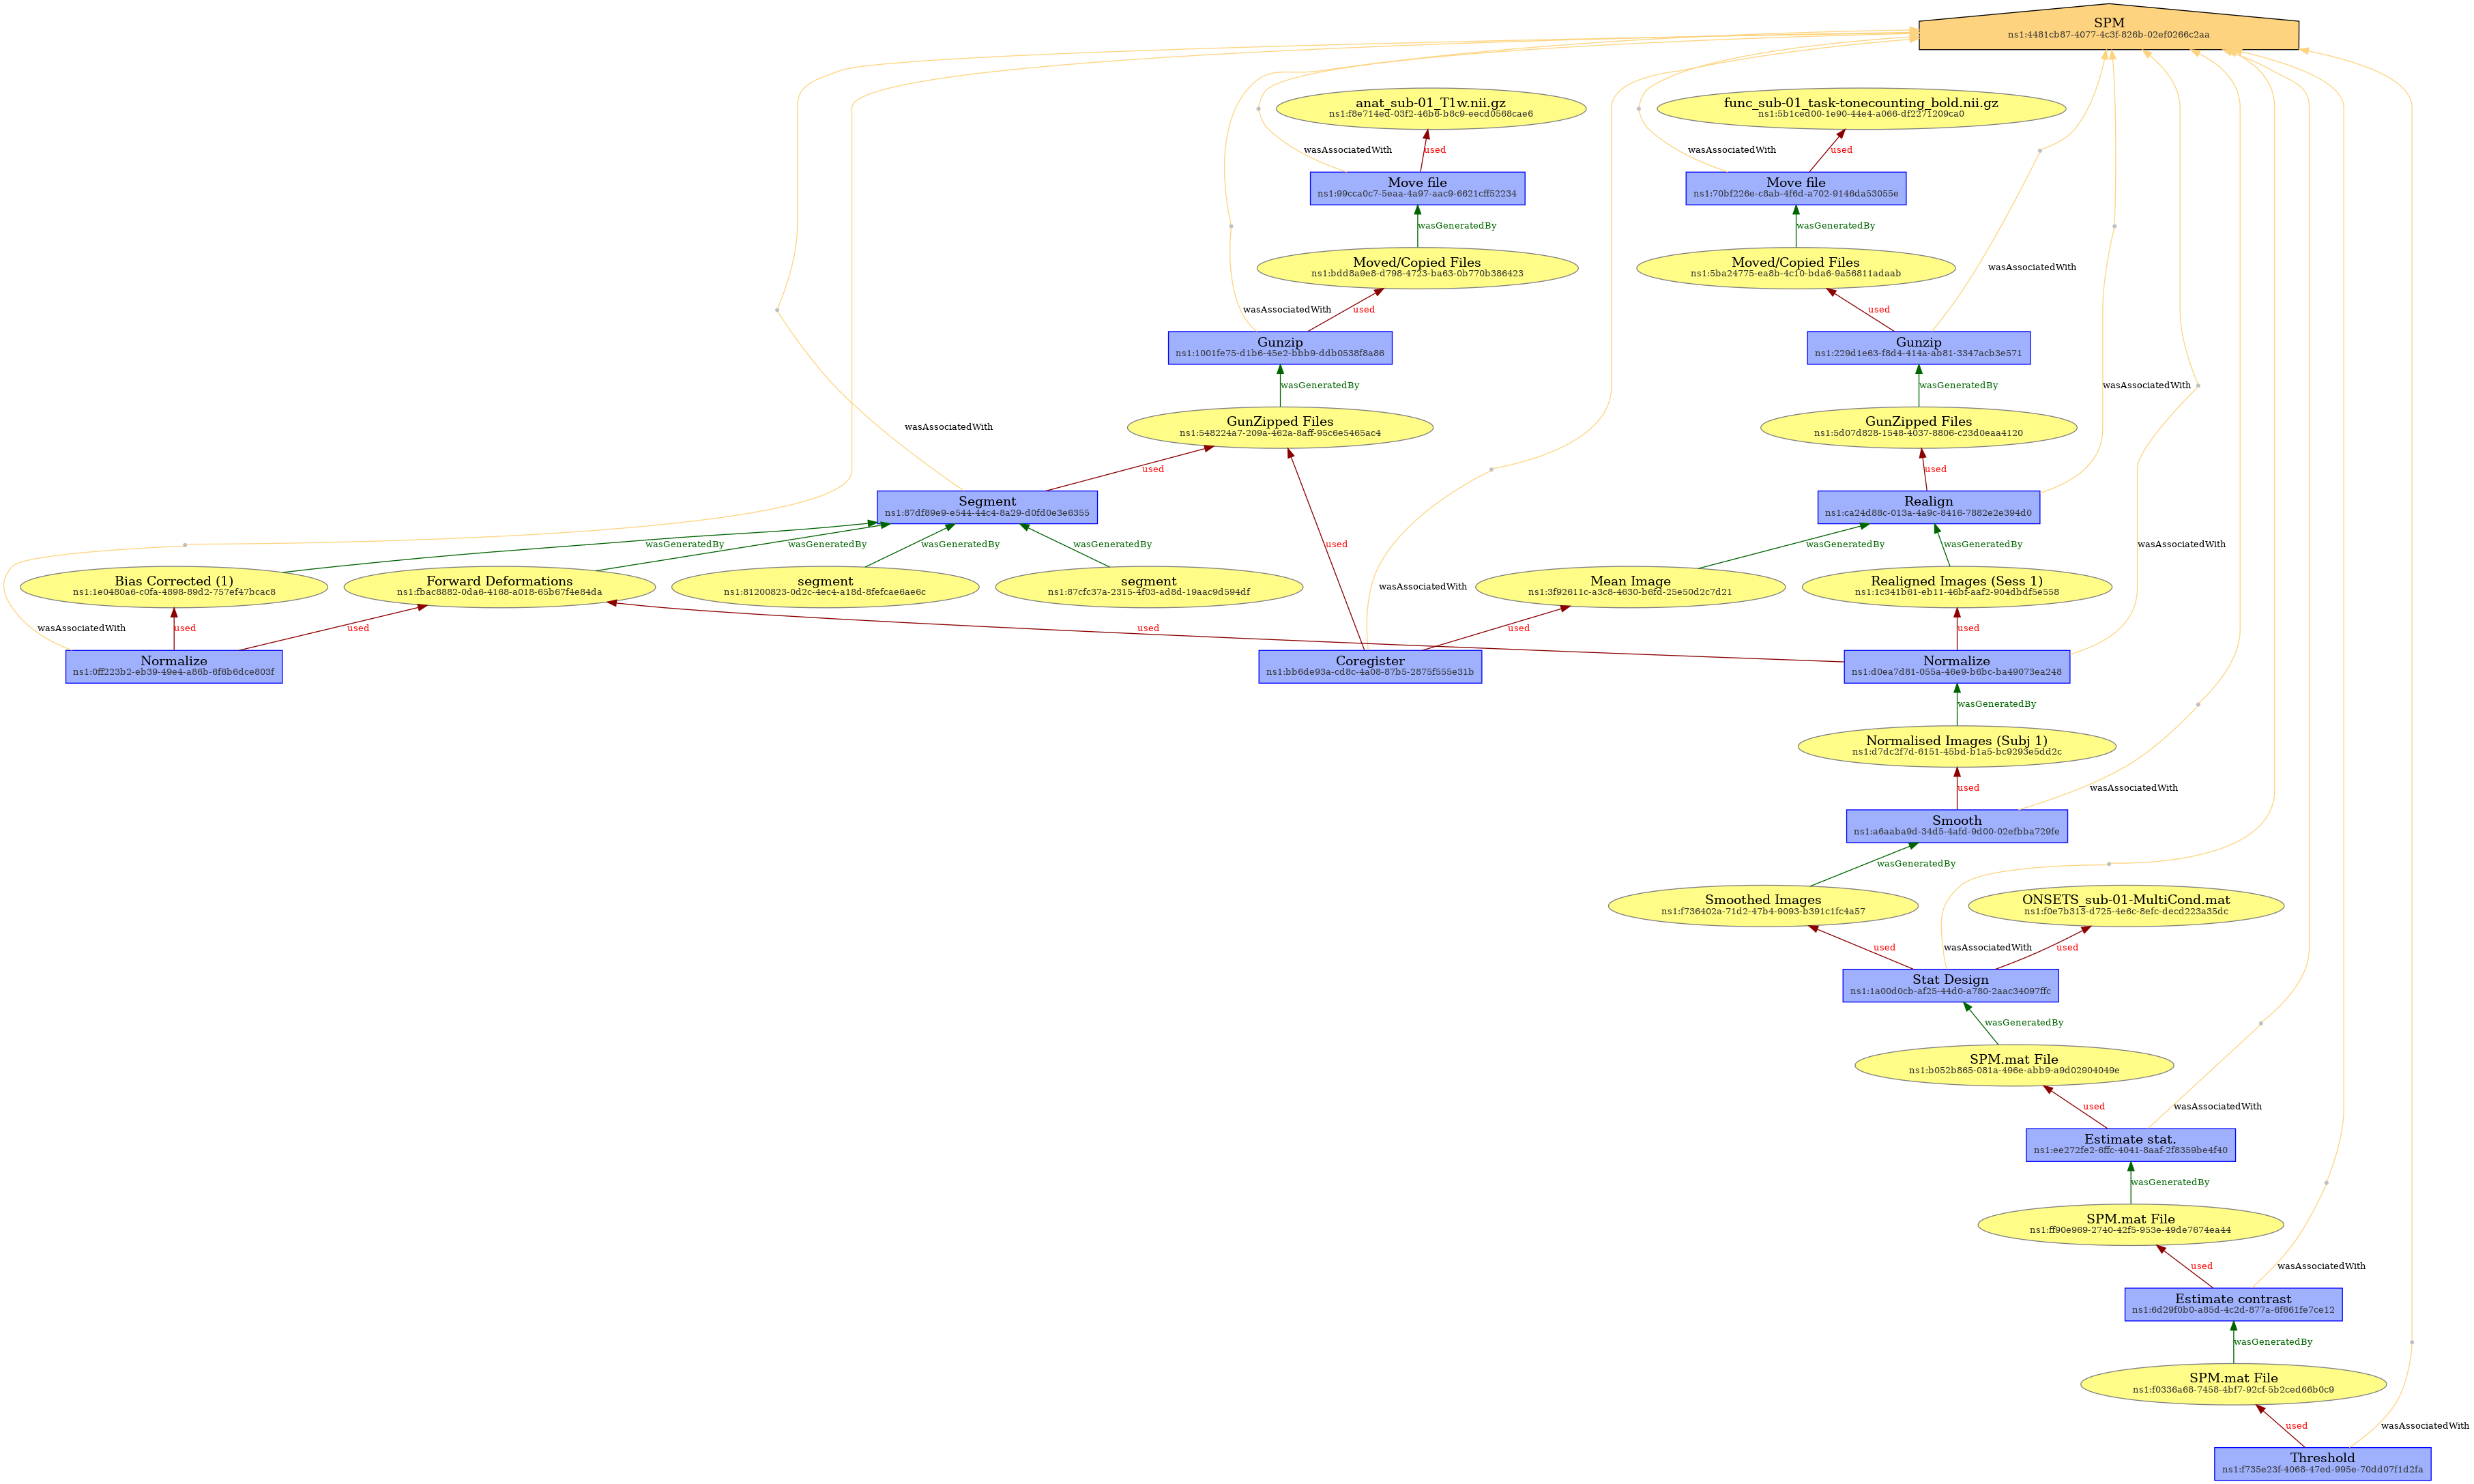 SPM
ns1:4481cb87-4077-4c3f-826b-02ef0266c2aa
anat_sub-01_T1w.nii.gz
ns1:f8e714ed-03f2-46b6-b8c9-eecd0568cae6
func_sub-01_task-tonecounting_bold.nii.gz
ns1:5b1ced00-1e90-44e4-a066-df2271209ca0
wasAssociatedWith
used
wasAssociatedWith
used
Move file
ns1:99cca0c7-5eaa-4a97-aac9-6621cff52234
Move file
ns1:70bf226e-c8ab-4f6d-a702-9146da53055e
wasGeneratedBy
wasGeneratedBy
Moved/Copied Files
ns1:bdd8a9e8-d798-4723-ba63-0b770b386423
Moved/Copied Files
ns1:5ba24775-ea8b-4c10-bda6-9a56811adaab
wasAssociatedWith
wasAssociatedWith
used
used
Gunzip
ns1:1001fe75-d1b6-45e2-bbb9-ddb0538f8a86
Gunzip
ns1:229d1e63-f8d4-414a-ab81-3347acb3e571
wasGeneratedBy
wasGeneratedBy
wasAssociatedWith
GunZipped Files
ns1:548224a7-209a-462a-8aff-95c6e5465ac4
GunZipped Files
ns1:5d07d828-1548-4037-8806-c23d0eaa4120
wasAssociatedWith
used
used
Segment
ns1:87df89e9-e544-44c4-8a29-d0fd0e3e6355
Realign
ns1:ca24d88c-013a-4a9c-8416-7882e2e394d0
wasGeneratedBy
wasGeneratedBy
wasGeneratedBy
wasGeneratedBy
used
wasGeneratedBy
wasGeneratedBy
wasAssociatedWith
Bias Corrected (1)
ns1:1e0480a6-c0fa-4898-89d2-757ef47bcac8
Forward Deformations
ns1:fbac8882-0da6-4168-a018-65b67f4e84da
segment
ns1:81200823-0d2c-4ec4-a18d-8fefcae6ae6c
segment
ns1:87cfc37a-2315-4f03-ad8d-19aac9d594df
wasAssociatedWith
Mean Image
ns1:3f92611c-a3c8-4630-b6fd-25e50d2c7d21
Realigned Images (Sess 1)
ns1:1c341b61-eb11-46bf-aaf2-904dbdf5e558
wasAssociatedWith
used
used
used
used
used
Normalize
ns1:0ff223b2-eb39-49e4-a86b-6f6b6dce803f
Coregister
ns1:bb6de93a-cd8c-4a08-87b5-2875f555e31b
Normalize
ns1:d0ea7d81-055a-46e9-b6bc-ba49073ea248
wasGeneratedBy
Normalised Images (Subj 1)
ns1:d7dc2f7d-6151-45bd-b1a5-bc9293e5dd2c
used
wasAssociatedWith
Smooth
ns1:a6aaba9d-34d5-4afd-9d00-02efbba729fe
wasGeneratedBy
Smoothed Images
ns1:f736402a-71d2-47b4-9093-b391c1fc4a57
ONSETS_sub-01-MultiCond.mat
ns1:f0e7b313-d725-4e6c-8efc-decd223a35dc
used
wasAssociatedWith
used
Stat Design
ns1:1a00d0cb-af25-44d0-a780-2aac34097ffc
wasGeneratedBy
SPM.mat File
ns1:b052b865-081a-496e-abb9-a9d02904049e
used
wasAssociatedWith
Estimate stat.
ns1:ee272fe2-6ffc-4041-8aaf-2f8359be4f40
wasGeneratedBy
SPM.mat File
ns1:ff90e969-2740-42f5-953e-49de7674ea44
used
wasAssociatedWith
Estimate contrast
ns1:6d29f0b0-a85d-4c2d-877a-6f661fe7ce12
wasGeneratedBy
SPM.mat File
ns1:f0336a68-7458-4bf7-92cf-5b2ced66b0c9
used
wasAssociatedWith
Threshold
ns1:f735e23f-4068-47ed-995e-70dd07f1d2fa